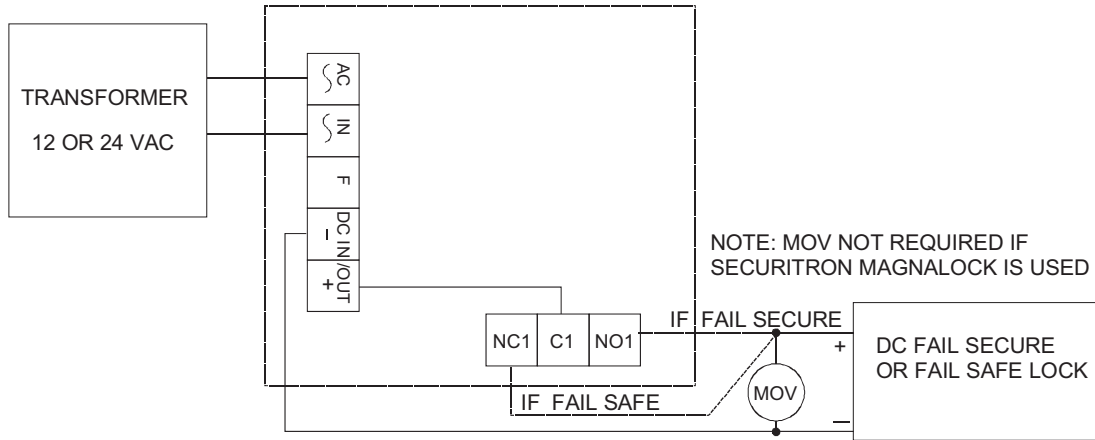 TRANSFORMER
12 OR 24 VAC
AC
IN
F
DC IN/OUT
−
+
NOTE: MOV NOT REQUIRED IF
SECURITRON MAGNALOCK IS USED
NC1
C1
NO1
IF FAIL SECURE
IF FAIL SAFE
MOV
+
−
DC FAIL SECURE
OR FAIL SAFE LOCK